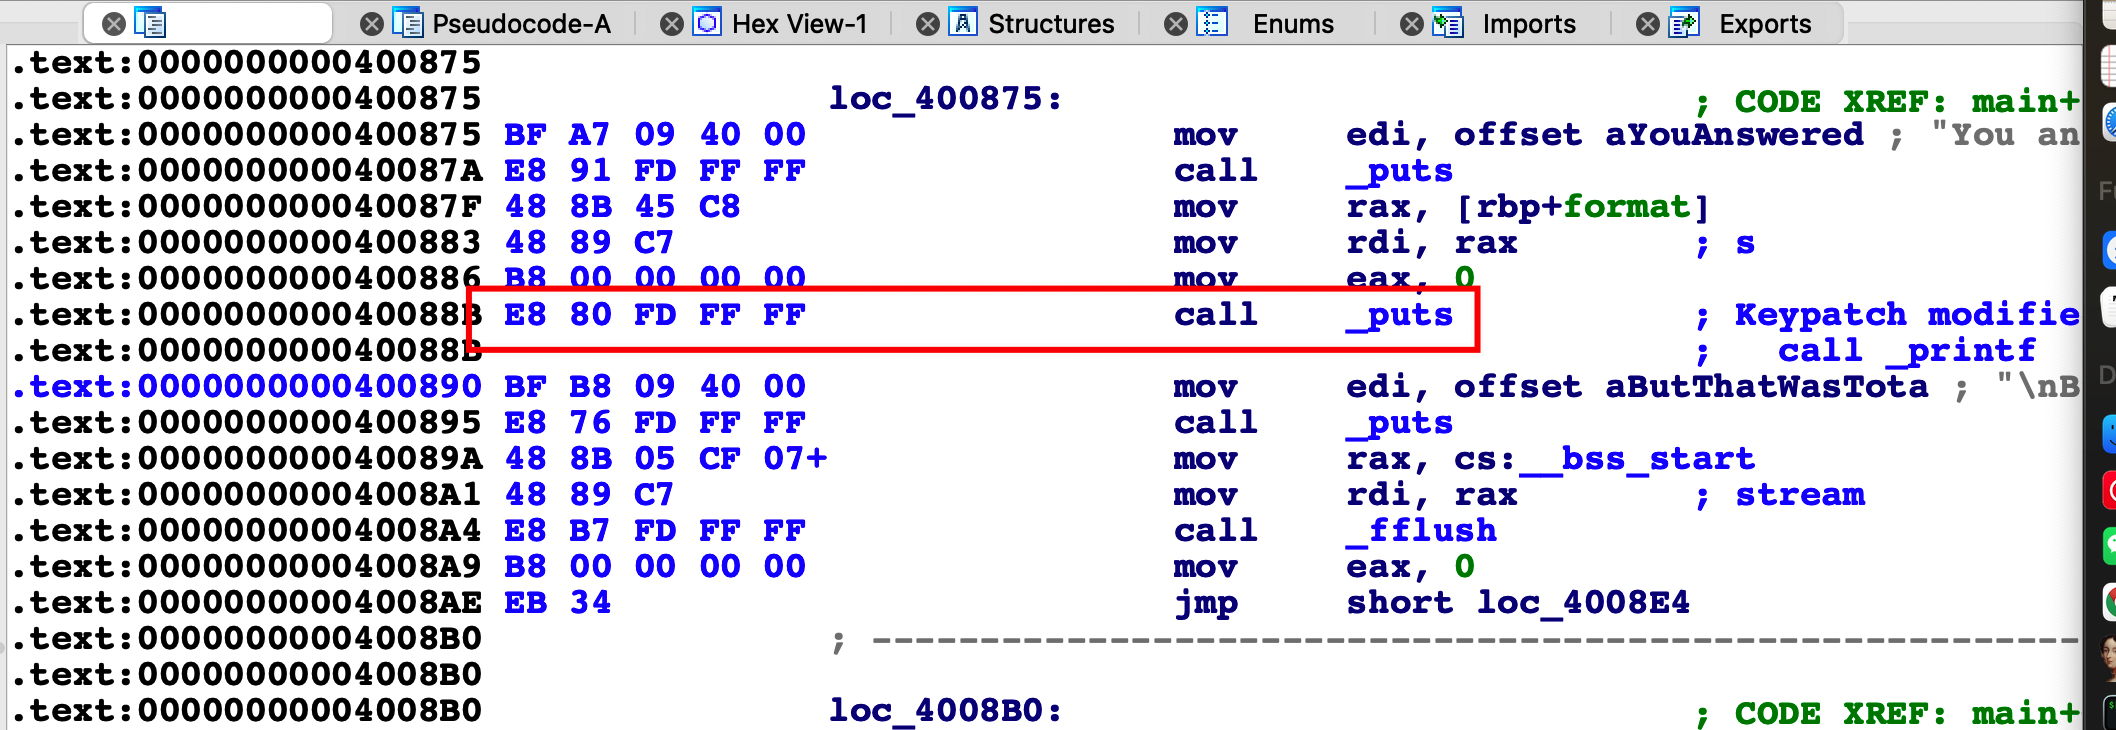 Pseudocode-A Hex View-1 Structures Enums Imports Exports
.text:0000000000400875
.text:0000000000400875 loc_400875: ; CODE XREF: main+
.text:0000000000400875 BF A7 09 40 00 mov edi, offset aYouAnswered ; "You an
.text:000000000040087A E8 91 FD FF FF call _puts
.text:000000000040087F 48 8B 45 C8 mov rax, [rbp+format]
.text:0000000000400883 48 89 C7 mov rdi, rax ; s
.text:0000000000400886 B8 00 00 00 00 mov eax, 0
.text:000000000040088B E8 80 FD FF FF call _puts ; Keypatch modifie
.text:000000000040088B ; call _printf
.text:0000000000400890 BF B8 09 40 00 mov edi, offset aButThatWasTota ; "\nB
.text:0000000000400895 E8 76 FD FF FF call _puts
.text:000000000040089A 48 8B 05 CF 07+ mov rax, cs:__bss_start
.text:00000000004008A1 48 89 C7 mov rdi, rax ; stream
.text:00000000004008A4 E8 B7 FD FF FF call _fflush
.text:00000000004008A9 B8 00 00 00 00 mov eax, 0
.text:00000000004008AE EB 34 jmp short loc_4008E4
.text:00000000004008B0 ; ---------------------------------------------------------
.text:00000000004008B0
.text:00000000004008B0 loc_4008B0: ; CODE XREF: main+